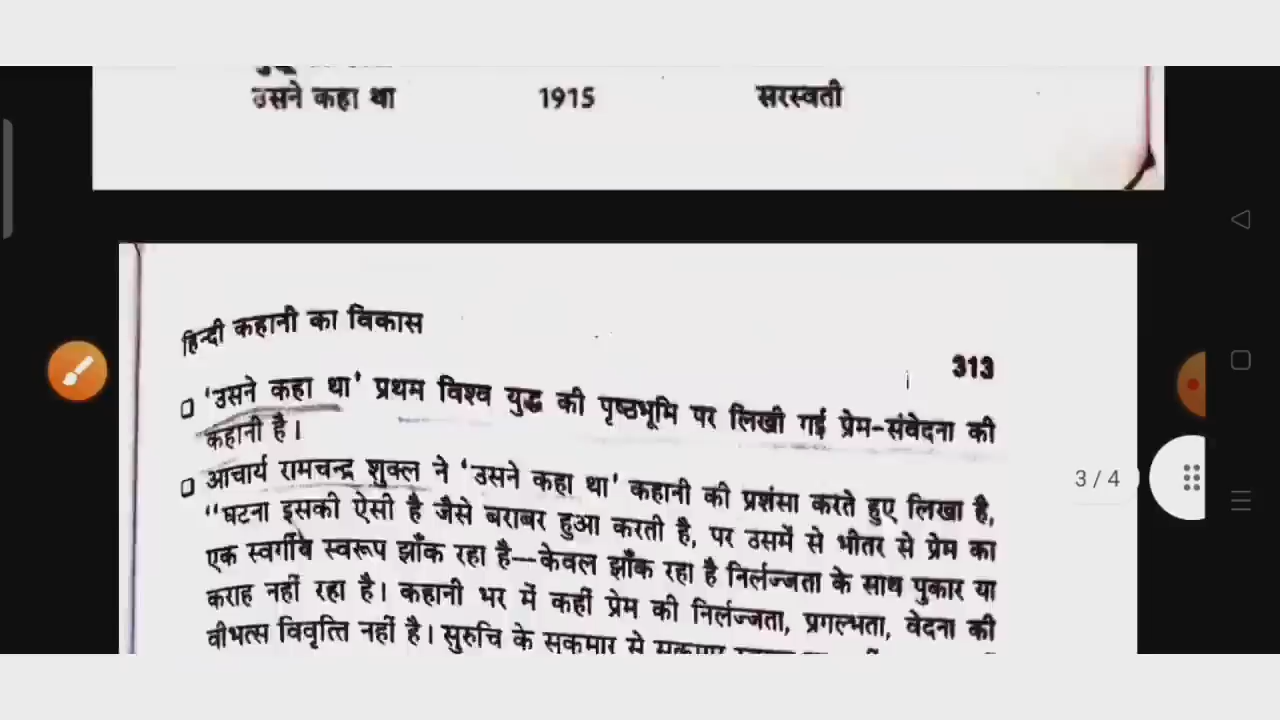 उसने कहा था 1915 सरस्वती
हिन्दी कहानी का विकास
313
'उसने कहा था' प्रथम विश्व युद्ध की पृष्ठभूमि पर लिखी गई प्रेम-संवेदना की
कहानी है।
आचार्य रामचन्द्र शुक्ल ने 'उसने कहा था' कहानी की प्रशंसा करते हुए लिखा है,
"घटना इसकी ऐसी है जैसे बराबर हुआ करती है, पर उसमें से भीतर से प्रेम का
एक स्वर्गीय स्वरूप झाँक रहा है—केवल झाँक रहा है निर्लज्जता के साथ पुकार या
3 / 4
कराह नहीं रहा है। कहानी भर में कहीं प्रेम की निर्लज्जता, प्रगल्भता, वेदना की
वीभत्स विवृत्ति नहीं है। सुरुचि के सुकुमार से